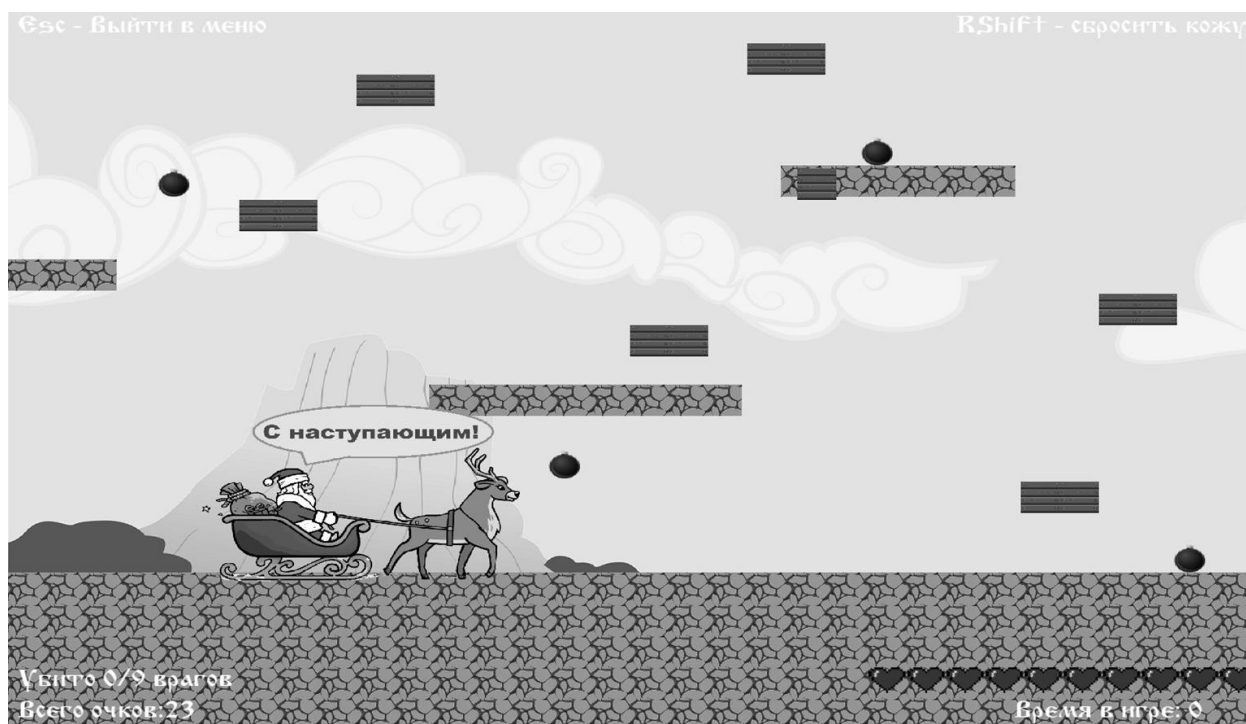 Esc - Выйти в меню
RShift - сбросить кожу
С наступающим!
Убито 0/9 врагов
Всего очков:23
Время в игре: 0